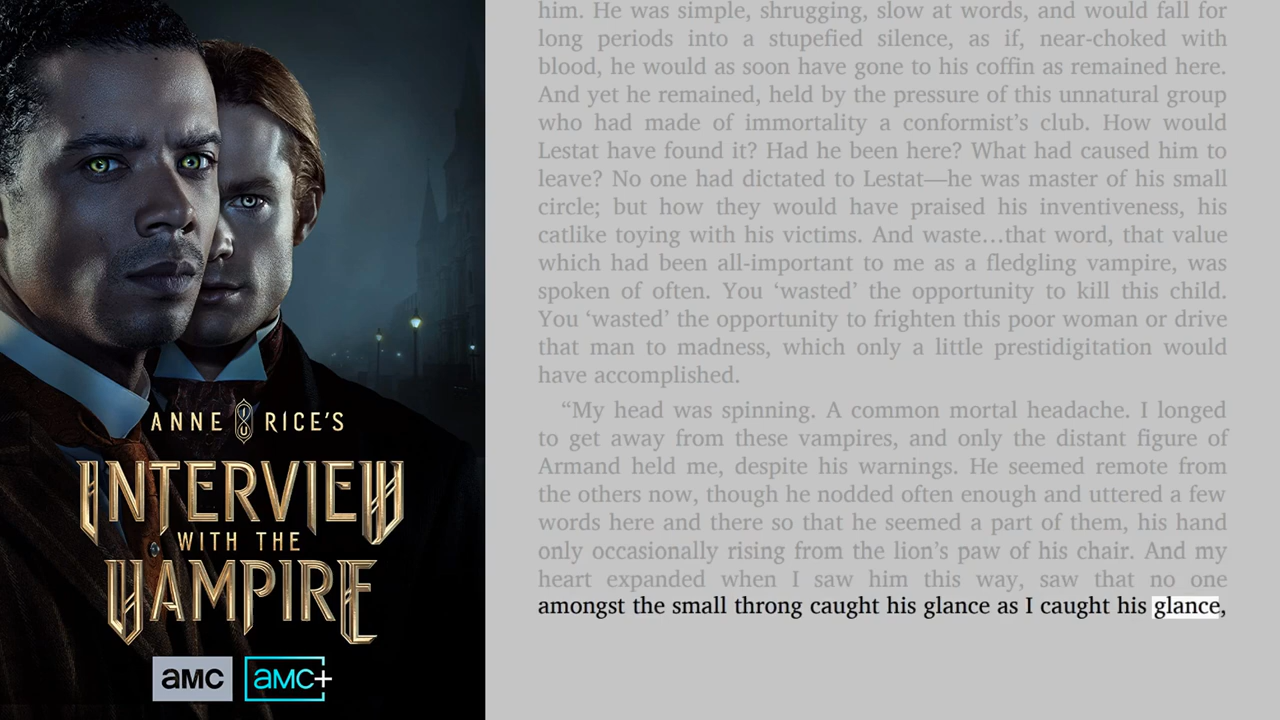 ANNE RICE'S
INTERVIEW
WITH THE
VAMPIRE
amc
amc+
him. He was simple, shrugging, slow at words, and would fall for
long periods into a stupefied silence, as if, near-choked with
blood, he would as soon have gone to his coffin as remained here.
And yet he remained, held by the pressure of this unnatural group
who had made of immortality a conformist’s club. How would
Lestat have found it? Had he been here? What had caused him to
leave? No one had dictated to Lestat—he was master of his small
circle; but how they would have praised his inventiveness, his
catlike toying with his victims. And waste…that word, that value
which had been all-important to me as a fledgling vampire, was
spoken of often. You ‘wasted’ the opportunity to kill this child.
You ‘wasted’ the opportunity to frighten this poor woman or drive
that man to madness, which only a little prestidigitation would
have accomplished.
“My head was spinning. A common mortal headache. I longed
to get away from these vampires, and only the distant figure of
Armand held me, despite his warnings. He seemed remote from
the others now, though he nodded often enough and uttered a few
words here and there so that he seemed a part of them, his hand
only occasionally rising from the lion’s paw of his chair. And my
heart expanded when I saw him this way, saw that no one
amongst the small throng caught his glance as I caught his glance,